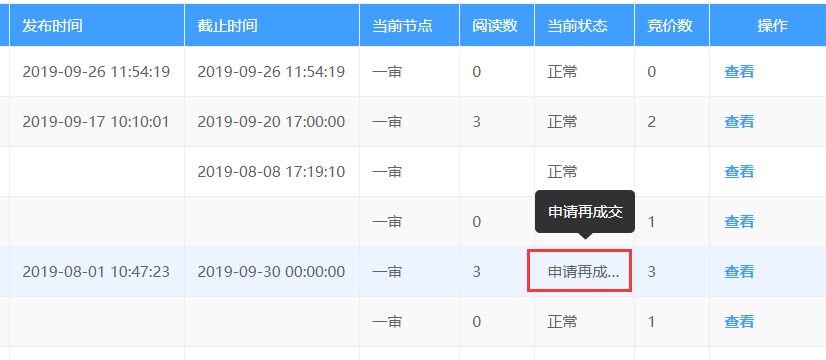 发布时间 截止时间 当前节点 阅读数 当前状态 竞价数 操作
2019-09-26 11:54:19 2019-09-26 11:54:19 一审 0 正常 0 查看
2019-09-17 10:10:01 2019-09-20 17:00:00 一审 3 正常 2 查看
2019-08-08 17:19:10 一审 正常 查看
申请再成交
一审 0 1 查看
2019-08-01 10:47:23 2019-09-30 00:00:00 一审 3 申请再成... 3 查看
一审 0 正常 1 查看